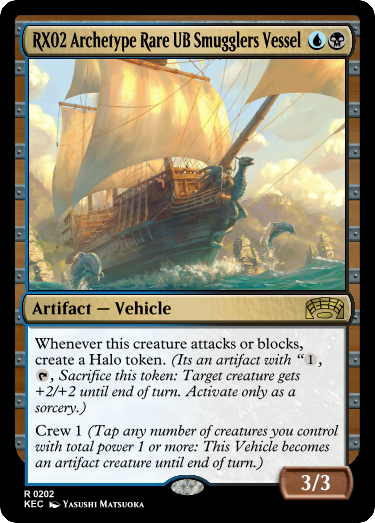 RX02 Archetype Rare UB Smugglers Vessel
Artifact — Vehicle
Whenever this creature attacks or blocks,
create a Halo token. (Its an artifact with “1,
, Sacrifice this token: Target creature gets
+2/+2 until end of turn. Activate only as a
sorcery.)
Crew 1 (Tap any number of creatures you control
with total power 1 or more: This Vehicle becomes
an artifact creature until end of turn.)
3/3
R 0202
KEC Yasushi Matsuoka